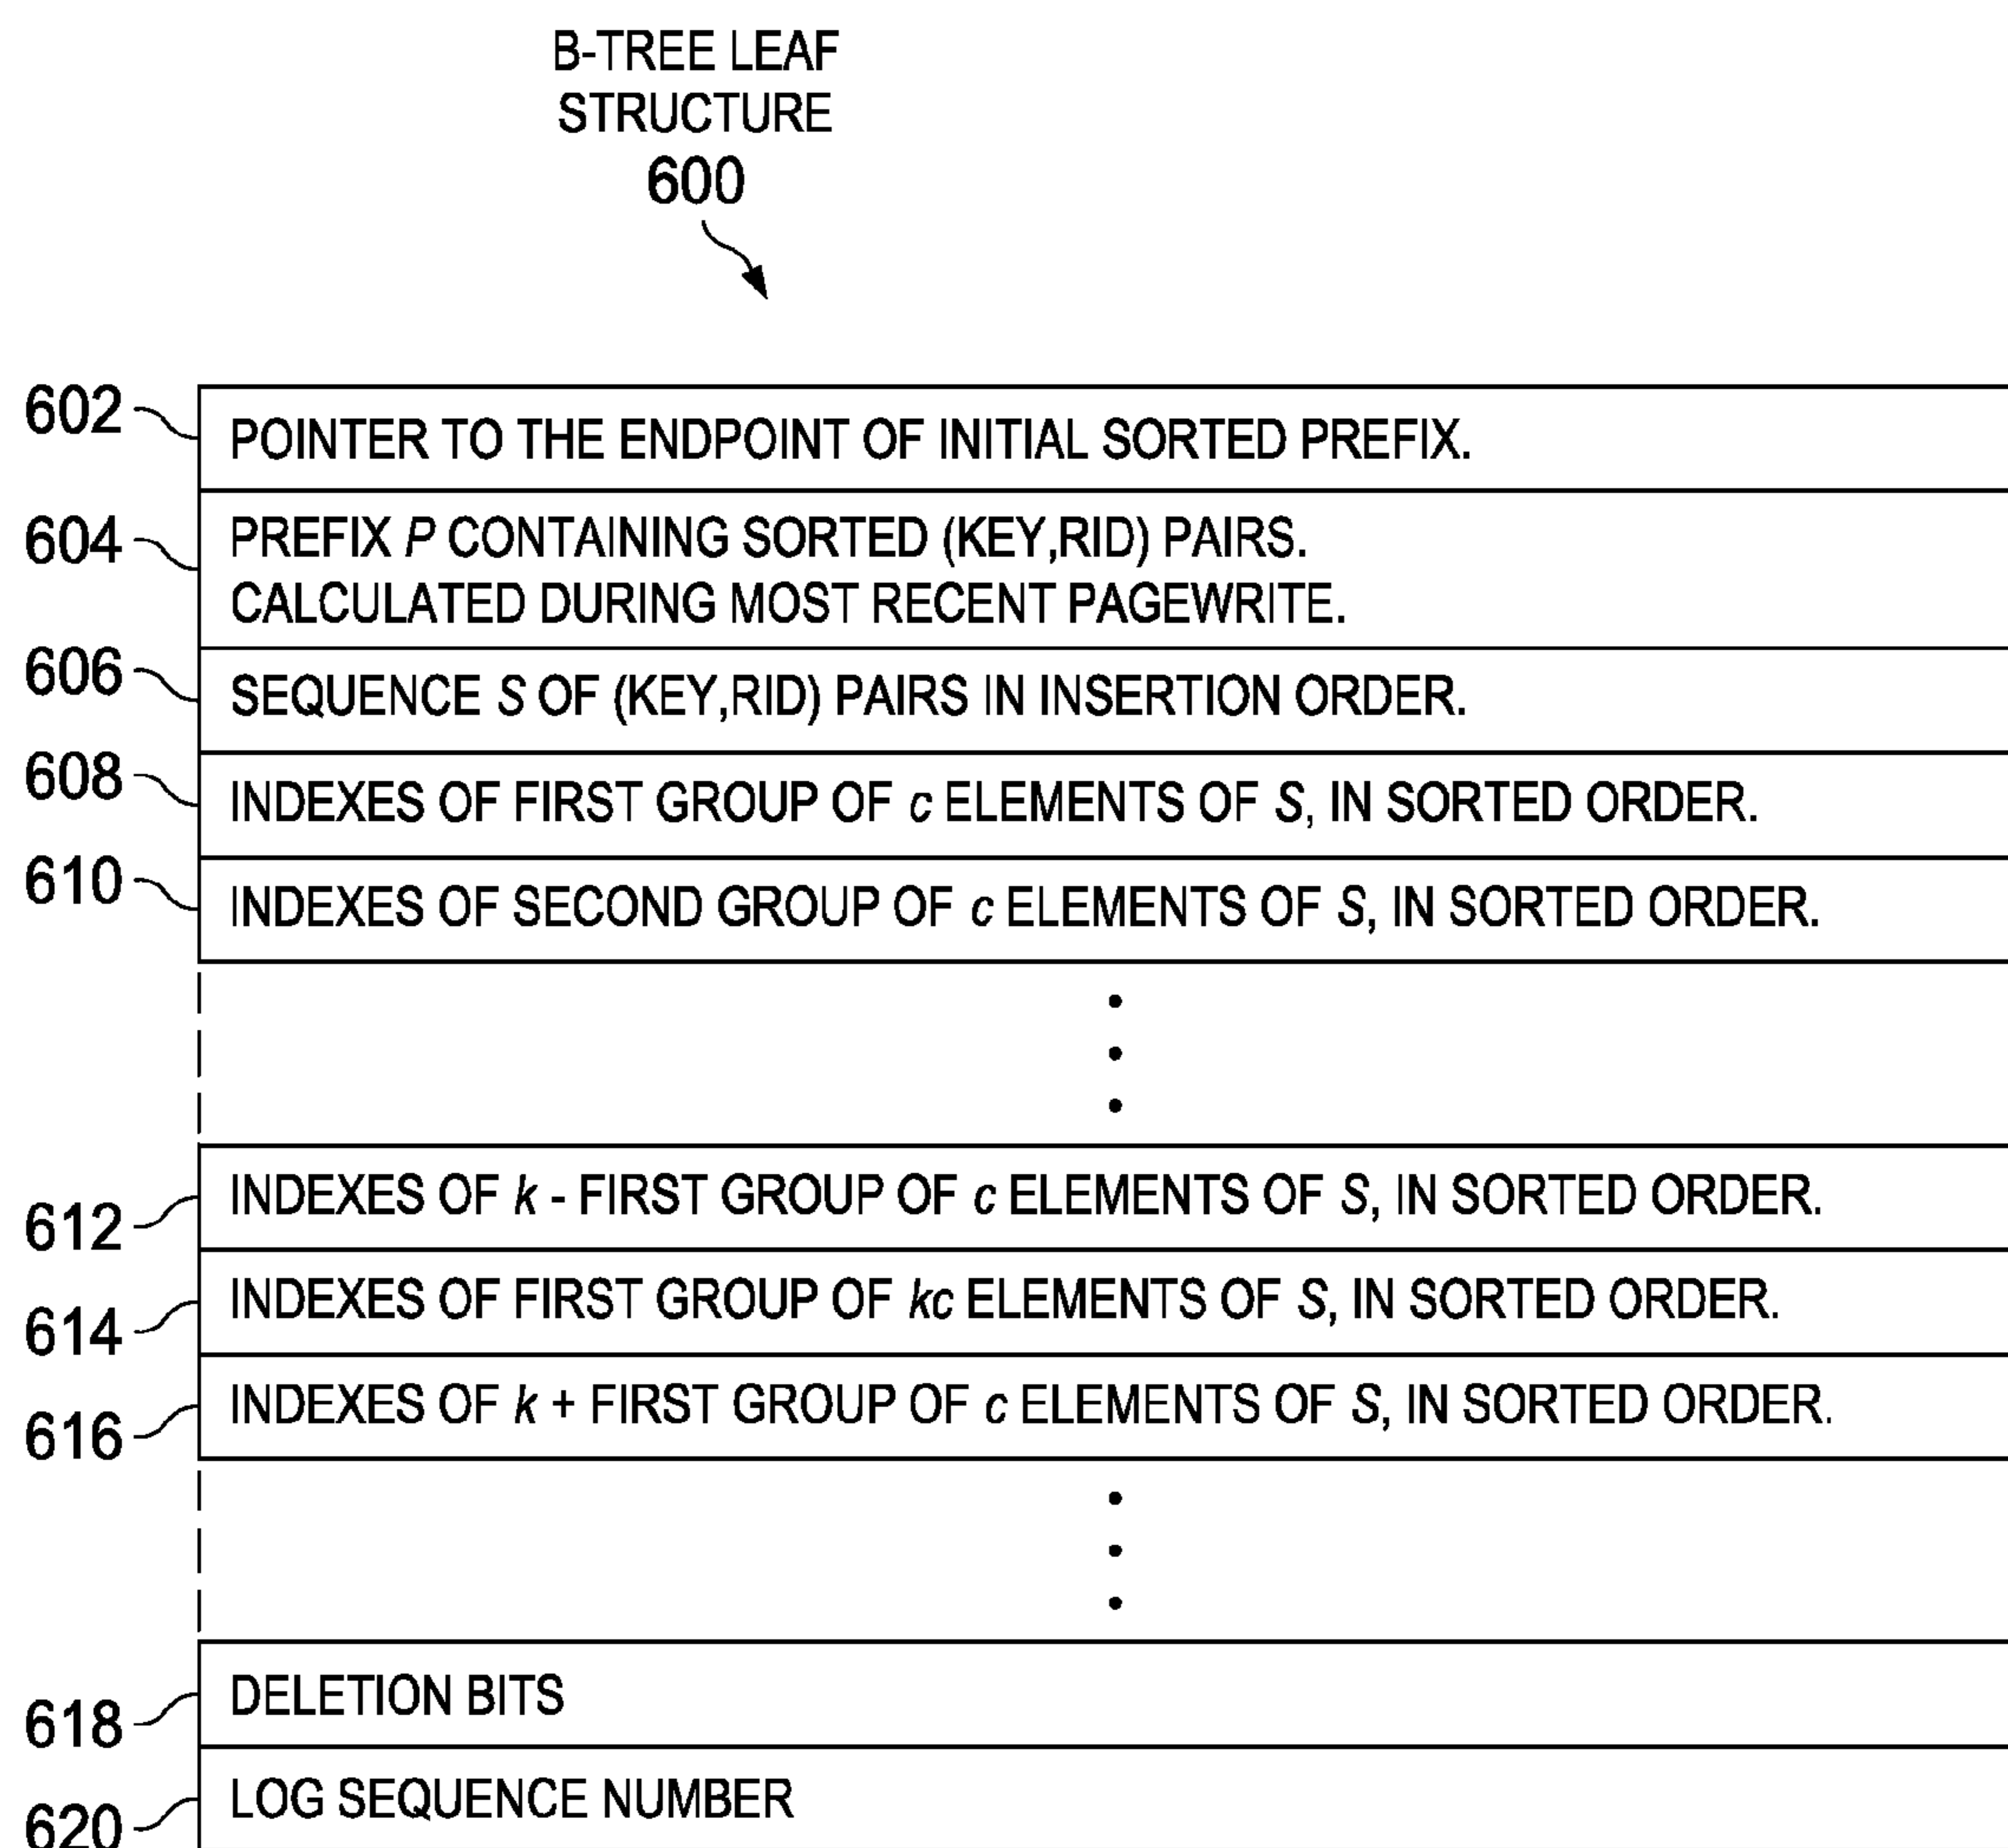 B-TREE LEAF
STRUCTURE
600
602
POINTER TO THE ENDPOINT OF INITIAL SORTED PREFIX.
604
PREFIX P CONTAINING SORTED (KEY,RID) PAIRS.
CALCULATED DURING MOST RECENT PAGEWRITE.
606
SEQUENCE S OF (KEY,RID) PAIRS IN INSERTION ORDER.
608
INDEXES OF FIRST GROUP OF c ELEMENTS OF S, IN SORTED ORDER.
610
INDEXES OF SECOND GROUP OF c ELEMENTS OF S, IN SORTED ORDER.
612
INDEXES OF k - FIRST GROUP OF c ELEMENTS OF S, IN SORTED ORDER.
614
INDEXES OF FIRST GROUP OF kc ELEMENTS OF S, IN SORTED ORDER.
616
INDEXES OF k + FIRST GROUP OF c ELEMENTS OF S, IN SORTED ORDER.
618
DELETION BITS
620
LOG SEQUENCE NUMBER